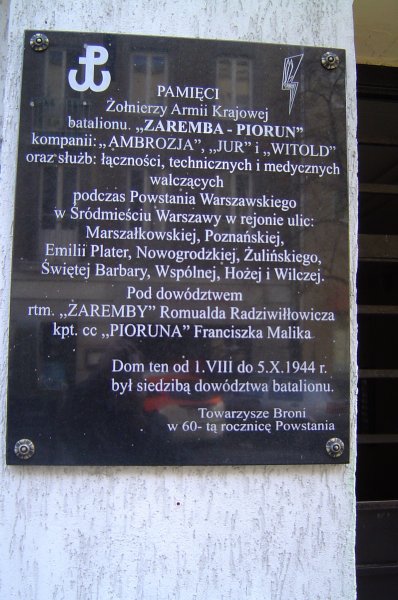 PAMIĘCI
Żołnierzy Armii Krajowej
batalionu. „ZAREMBA - PIORUN”
kompanii: „AMBROZJA”, „JUR” i „WITOLD”
oraz służb: łączności, technicznych i medycznych
walczących
podczas Powstania Warszawskiego
w Śródmieściu Warszawy w rejonie ulic:
Marszałkowskiej, Poznańskiej,
Emilii Plater, Nowogrodzkiej, Żulińskiego,
Świętej Barbary, Wspólnej, Hożej i Wilczej.
Pod dowództwem
rtm. „ZAREMBY” Romualda Radziwiłłowicza
kpt. cc „PIORUNA” Franciszka Malika
Dom ten od 1.VIII do 5.X.1944 r.
był siedzibą dowództwa batalionu.
Towarzysze Broni
w 60- tą rocznicę Powstania